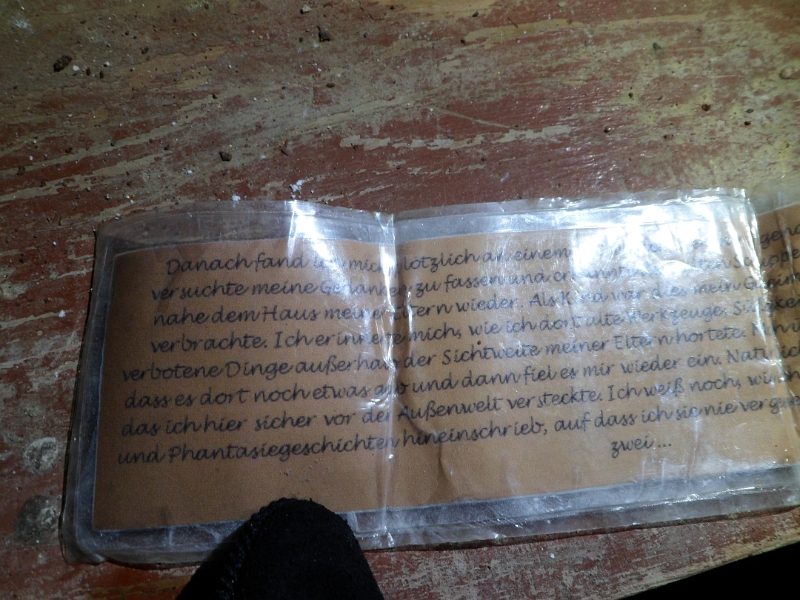 Danach fand ich mich plötzlich an einem
versuchte meine Gedanken zu fassen und erkannte
nahe dem Haus meiner Eltern wieder. Als Kind war dies mein
verbrachte. Ich erinnere mich, wie ich dort alte Werkzeuge,
verbotene Dinge außerhalb der Sichtweite meiner Eltern hortete.
dass es dort noch etwas gab und dann fiel es mir wieder ein.
das ich hier sicher vor der Außenwelt versteckte. Ich weiß noch,
und Phantasiegeschichten hineinschrieb, auf dass ich sie nie
zwei...